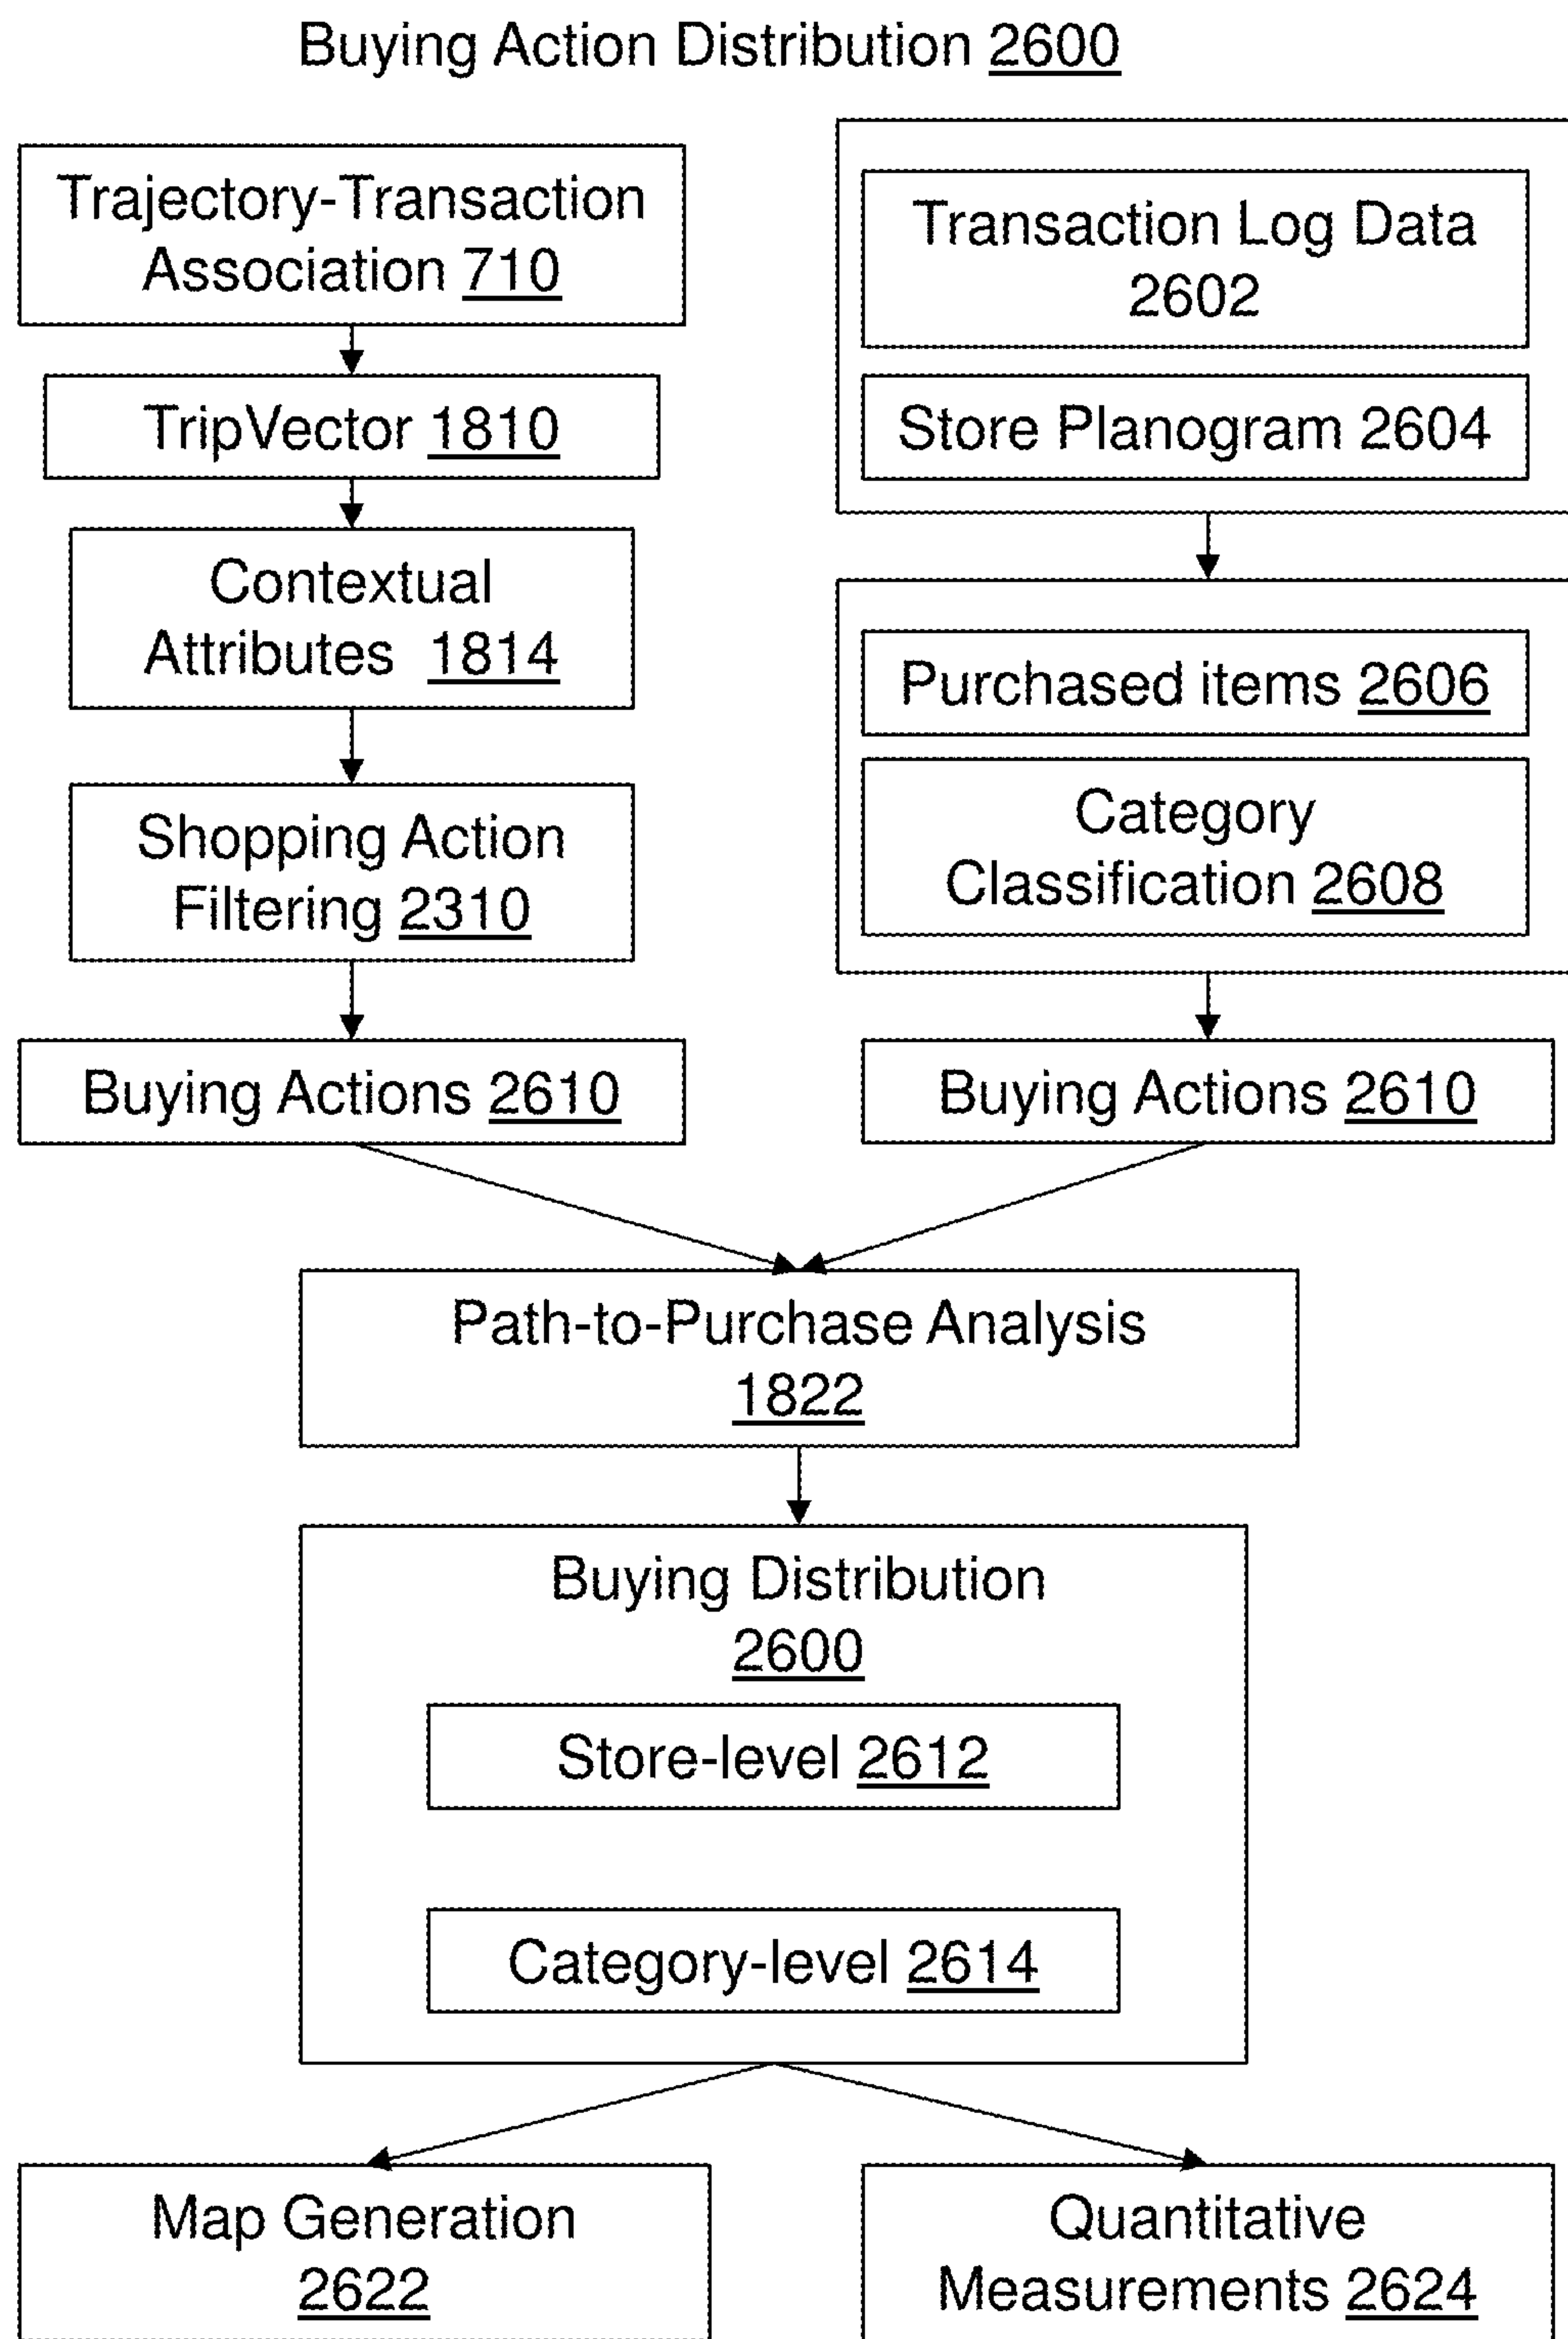 Buying Action Distribution 2600
Trajectory-Transaction
Association 710
TripVector 1810
Contextual
Attributes 1814
Shopping Action
Filtering 2310
Buying Actions 2610
Transaction Log Data
2602
Store Planogram 2604
Purchased items 2606
Category
Classification 2608
Buying Actions 2610
Path-to-Purchase Analysis
1822
Buying Distribution
2600
Store-level 2612
Category-level 2614
Map Generation
2622
Quantitative
Measurements 2624